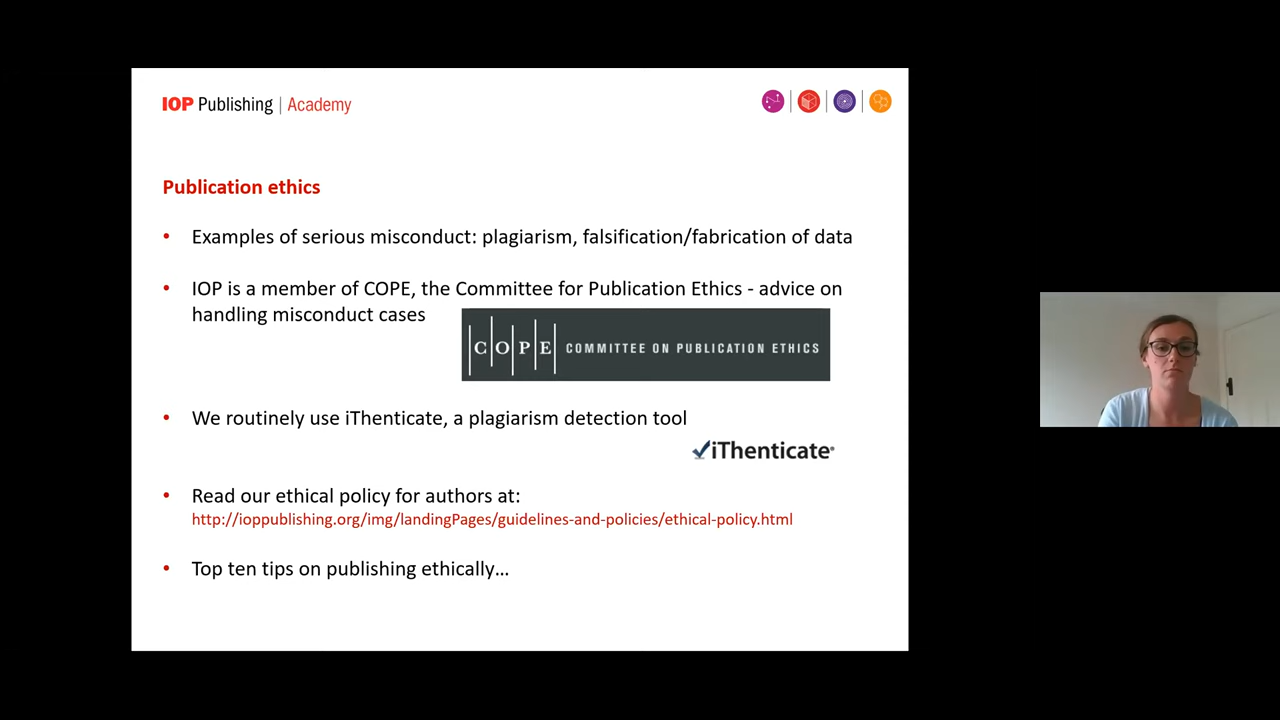 IOP Publishing | Academy
Publication ethics
• Examples of serious misconduct: plagiarism, falsification/fabrication of data
• IOP is a member of COPE, the Committee for Publication Ethics - advice on
handling misconduct cases
COPE COMMITTEE ON PUBLICATION ETHICS
• We routinely use iThenticate, a plagiarism detection tool
iThenticate®
• Read our ethical policy for authors at:
http://ioppublishing.org/img/landingPages/guidelines-and-policies/ethical-policy.html
• Top ten tips on publishing ethically…